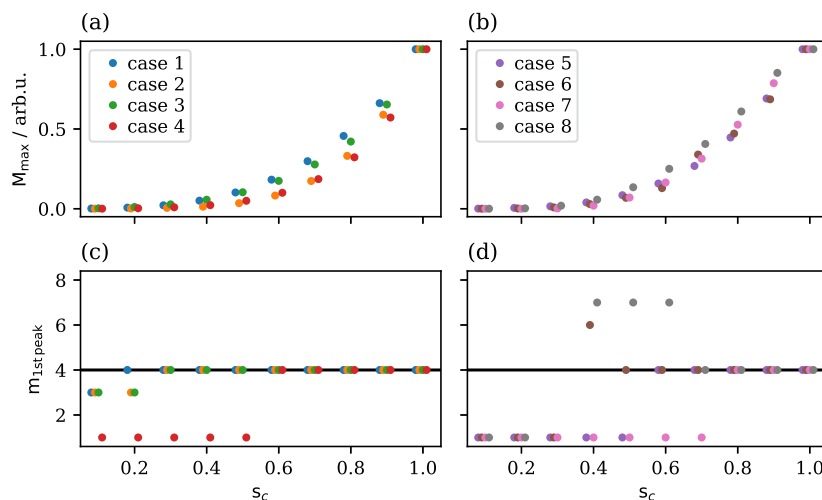 (a)
(b)
1.0
0.5
0.0
M_max / arb.u.
case 1
case 2
case 3
case 4
case 5
case 6
case 7
case 8
(c)
(d)
8
6
4
2
m_1st peak
0.2 0.4 0.6 0.8 1.0
0.2 0.4 0.6 0.8 1.0
s_c
s_c